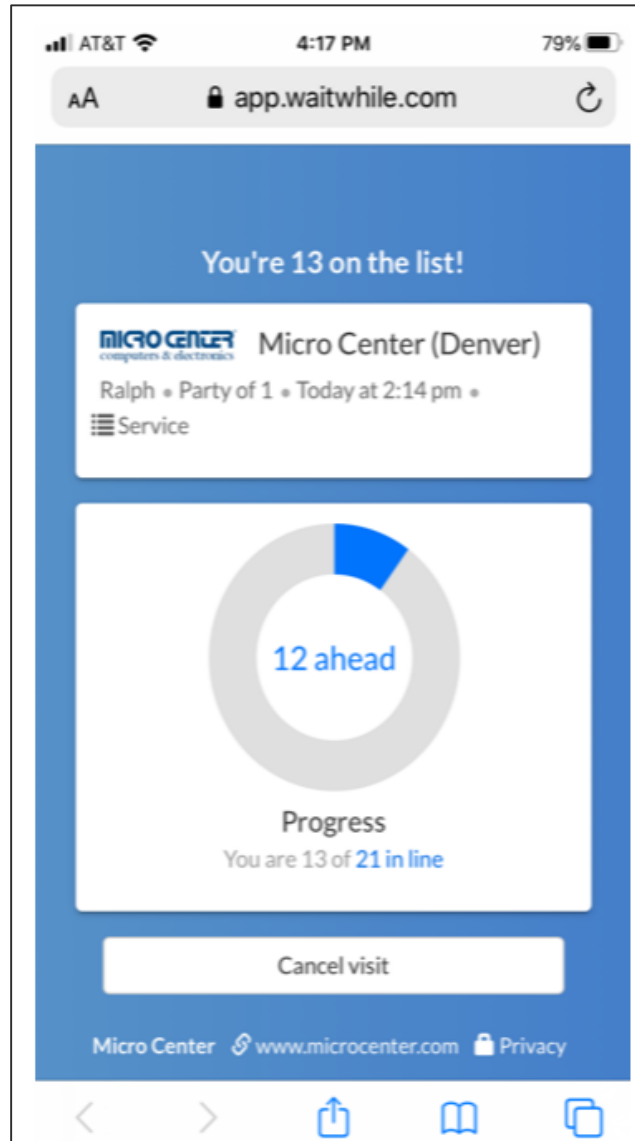 AT&T 4:17 PM 79%
AA app.waitwhile.com
You're 13 on the list!
MICRO CENTER Micro Center (Denver)
computers & electronics
Ralph • Party of 1 • Today at 2:14 pm •
Service
12 ahead
Progress
You are 13 of 21 in line
Cancel visit
Micro Center www.microcenter.com Privacy